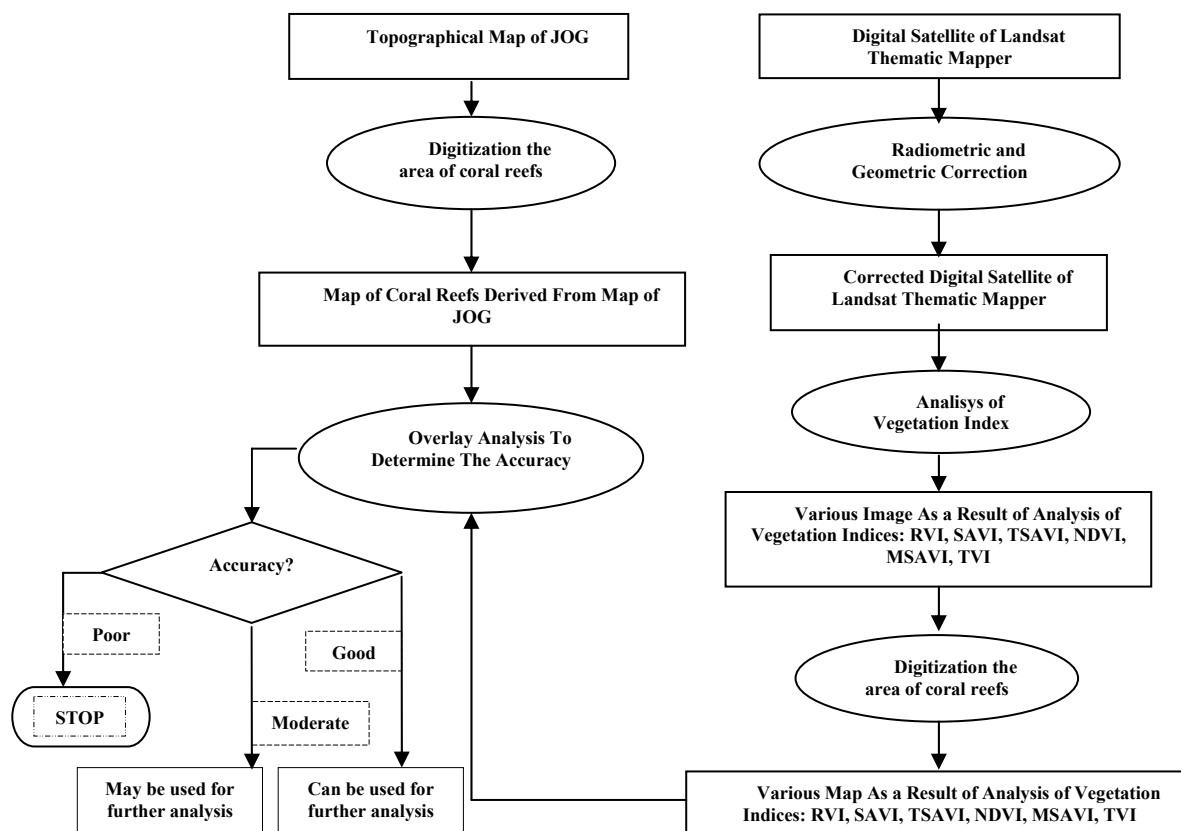 Topographical Map of JOG
Digitization the
area of coral reefs
Map of Coral Reefs Derived From Map of
JOG
Overlay Analysis To
Determine The Accuracy
Accuracy?
Poor
Good
STOP
Moderate
May be used for
further analysis
Can be used for
further analysis
Digital Satellite of Landsat
Thematic Mapper
Radiometric and
Geometric Correction
Corrected Digital Satellite of
Landsat Thematic Mapper
Analisys of
Vegetation Index
Various Image As a Result of Analysis of
Vegetation Indices: RVI, SAVI, TSAVI, NDVI,
MSAVI, TVI
Digitization the
area of coral reefs
Various Map As a Result of Analysis of Vegetation
Indices: RVI, SAVI, TSAVI, NDVI, MSAVI, TVI